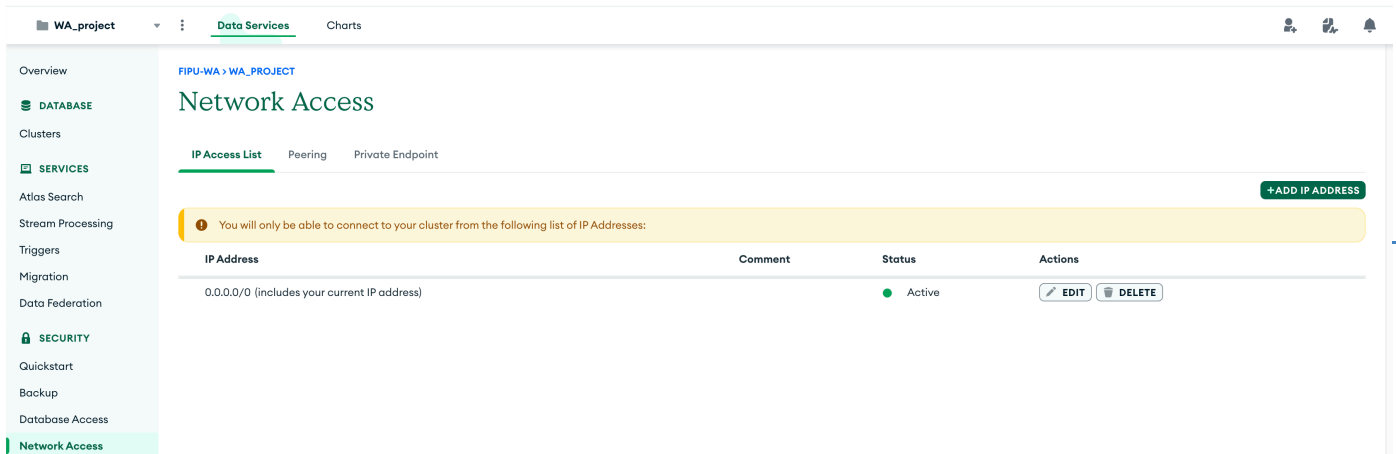 WA_project Data Services Charts
Overview
DATABASE
Clusters
SERVICES
Atlas Search
Stream Processing
Triggers
Migration
Data Federation
SECURITY
Quickstart
Backup
Database Access
Network Access
FIPU-WA > WA_PROJECT
Network Access
IP Access List Peering Private Endpoint
+ADD IP ADDRESS
You will only be able to connect to your cluster from the following list of IP Addresses:
IP Address Comment Status Actions
0.0.0.0/0 (includes your current IP address) Active EDIT DELETE